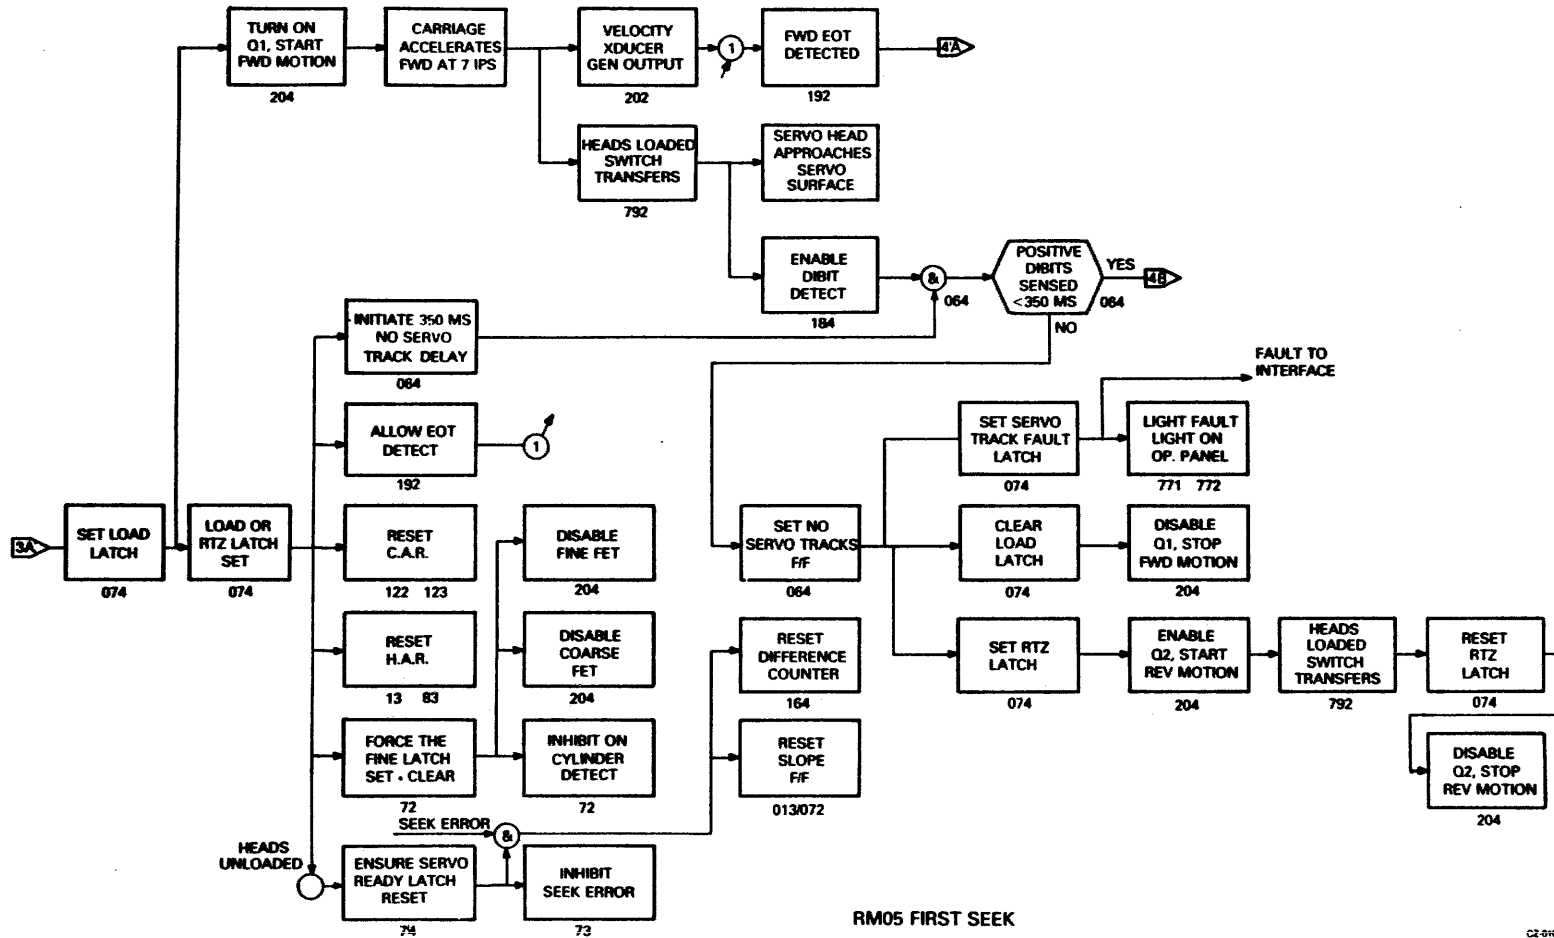 TURN ON
Q1, START
FWD MOTION
204
CARRIAGE
ACCELERATES
FWD AT 7 IPS
VELOCITY
XDUCER
GEN OUTPUT
202
1
FWD EOT
DETECTED
192
4A
HEADS LOADED
SWITCH
TRANSFERS
792
SERVO HEAD
APPROACHES
SERVO
SURFACE
ENABLE
DIBIT
DETECT
184
&
064
POSITIVE
DIBITS
SENSED
<350 MS
YES
064
NO
4B
INITIATE 350 MS
NO SERVO
TRACK DELAY
064
ALLOW EOT
DETECT
192
1
FAULT TO
INTERFACE
SET SERVO
TRACK FAULT
LATCH
074
LIGHT FAULT
LIGHT ON
OP. PANEL
771 772
3A
SET LOAD
LATCH
074
LOAD OR
RTZ LATCH
SET
074
RESET
C.A.R.
122 123
DISABLE
FINE FET
204
SET NO
SERVO TRACKS
F/F
064
CLEAR
LOAD
LATCH
074
DISABLE
Q1, STOP
FWD MOTION
204
RESET
H.A.R.
13 83
DISABLE
COARSE
FET
204
RESET
DIFFERENCE
COUNTER
164
SET RTZ
LATCH
074
ENABLE
Q2, START
REV MOTION
204
HEADS
LOADED
SWITCH
TRANSFERS
792
RESET
RTZ
LATCH
074
FORCE THE
FINE LATCH
SET · CLEAR
72
INHIBIT ON
CYLINDER
DETECT
72
RESET
SLOPE
F/F
013/072
DISABLE
Q2, STOP
REV MOTION
204
SEEK ERROR
&
HEADS
UNLOADED
ENSURE SERVO
READY LATCH
RESET
74
INHIBIT
SEEK ERROR
73
RM05 FIRST SEEK